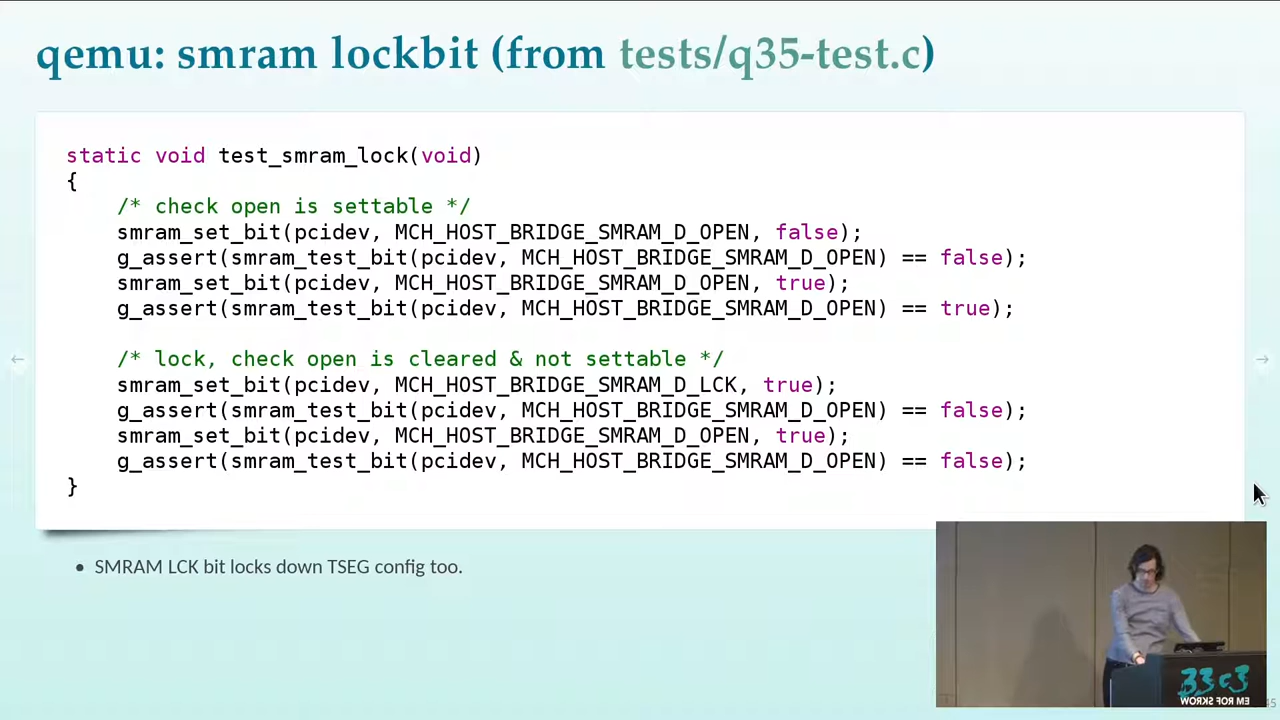 qemu: smram lockbit (from tests/q35-test.c)
static void test_smram_lock(void)
{
    /* check open is settable */
    smram_set_bit(pcidev, MCH_HOST_BRIDGE_SMRAM_D_OPEN, false);
    g_assert(smram_test_bit(pcidev, MCH_HOST_BRIDGE_SMRAM_D_OPEN) == false);
    smram_set_bit(pcidev, MCH_HOST_BRIDGE_SMRAM_D_OPEN, true);
    g_assert(smram_test_bit(pcidev, MCH_HOST_BRIDGE_SMRAM_D_OPEN) == true);
    /* lock, check open is cleared & not settable */
    smram_set_bit(pcidev, MCH_HOST_BRIDGE_SMRAM_D_LCK, true);
    g_assert(smram_test_bit(pcidev, MCH_HOST_BRIDGE_SMRAM_D_OPEN) == false);
    smram_set_bit(pcidev, MCH_HOST_BRIDGE_SMRAM_D_OPEN, true);
    g_assert(smram_test_bit(pcidev, MCH_HOST_BRIDGE_SMRAM_D_OPEN) == false);
}
• SMRAM LCK bit locks down TSEG config too.
33c3
WORKS FOR ME